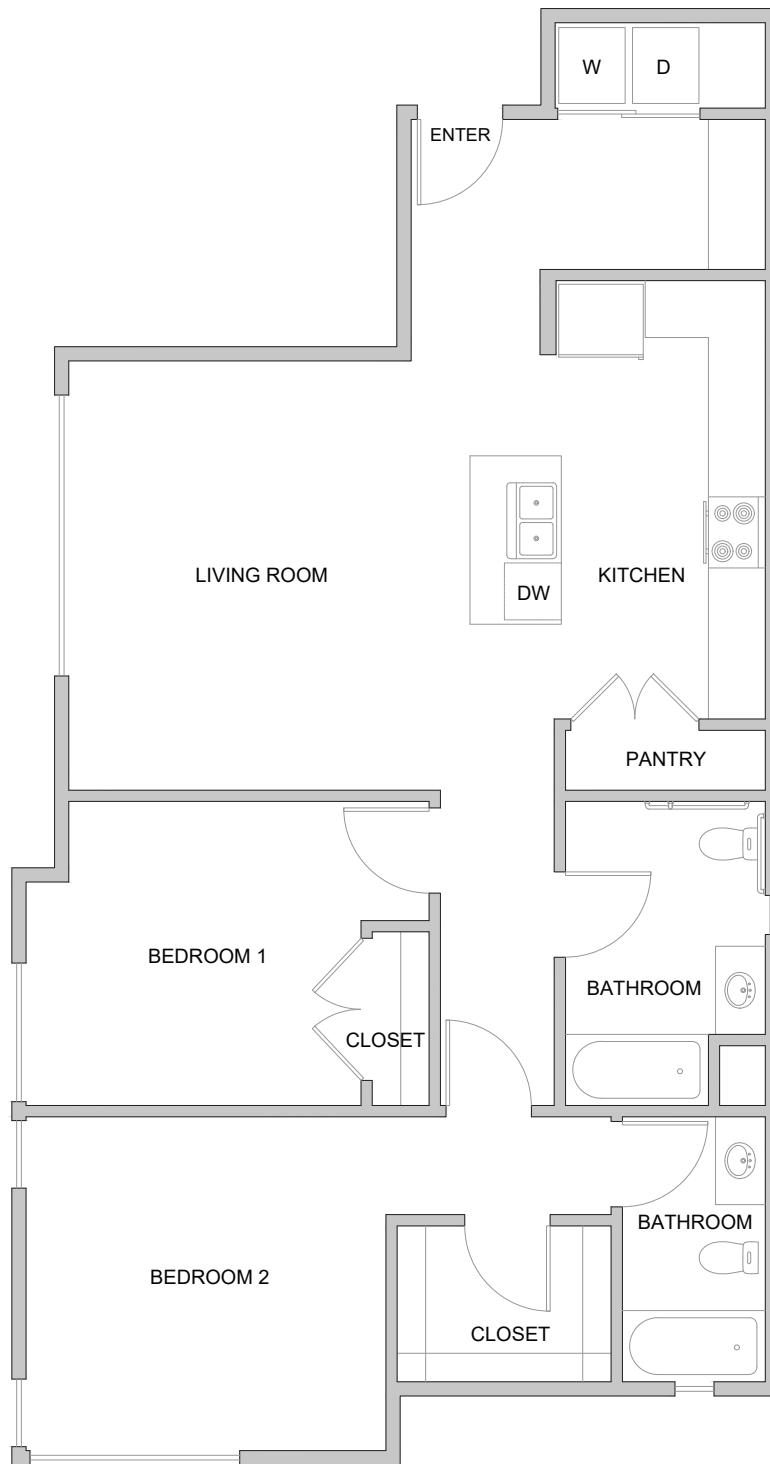 W D
ENTER
LIVING ROOM
KITCHEN
DW
PANTRY
BEDROOM 1
BATHROOM
CLOSET
BATHROOM
BEDROOM 2
CLOSET